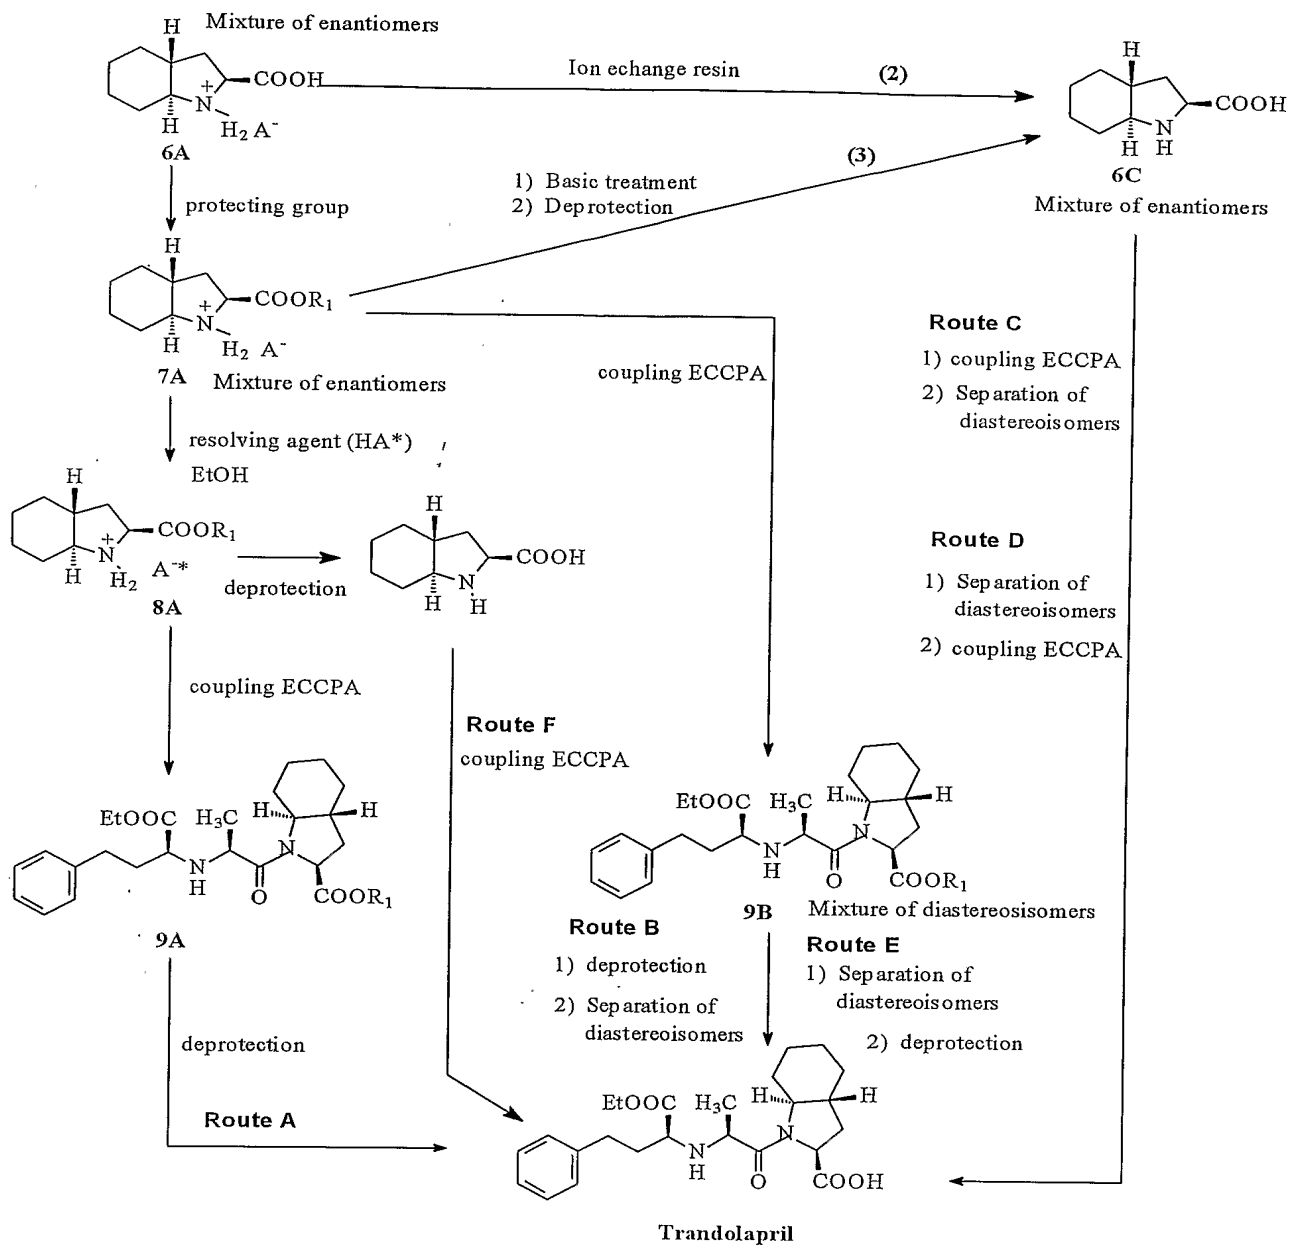 H Mixture of enantiomers
COOH
N
+
H
H2 A-
6A
Ion echange resin (2)
H
COOH
N
H H
6C
Mixture of enantiomers
(3)
1) Basic treatment
2) Deprotection
protecting group
H
COOR1
N
+
H
H2 A-
7A Mixture of enantiomers
coupling ECCPA
Route C
1) coupling ECCPA
2) Separation of
diastereoisomers
resolving agent (HA*)
EtOH
H
COOR1
N
+
H H2 A-*
8A
deprotection
H
COOH
N
H H
Route D
1) Separation of
diastereoisomers
2) coupling ECCPA
coupling ECCPA
Route F
coupling ECCPA
EtOOC H3C H H
N
N
H
O
COOR1
9A
EtOOC H3C H H
N
N
H
O
COOR1
9B Mixture of diastereosisomers
Route B
1) deprotection
2) Separation of
diastereoisomers
Route E
1) Separation of
diastereoisomers
2) deprotection
deprotection
Route A
EtOOC H3C H H
N
N
H
O
COOH
Trandolapril